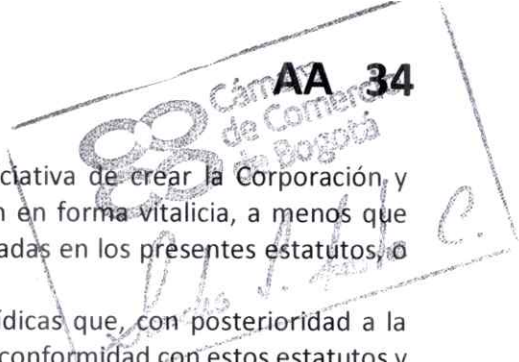 AA 34
Cámara
de Comercio
de Bogotá
ciativa de crear la Corporación y
en forma vitalicia, a menos que
adas en los presentes estatutos, o
C.
ídicas que, con posterioridad a la
conformidad con estos estatutos y